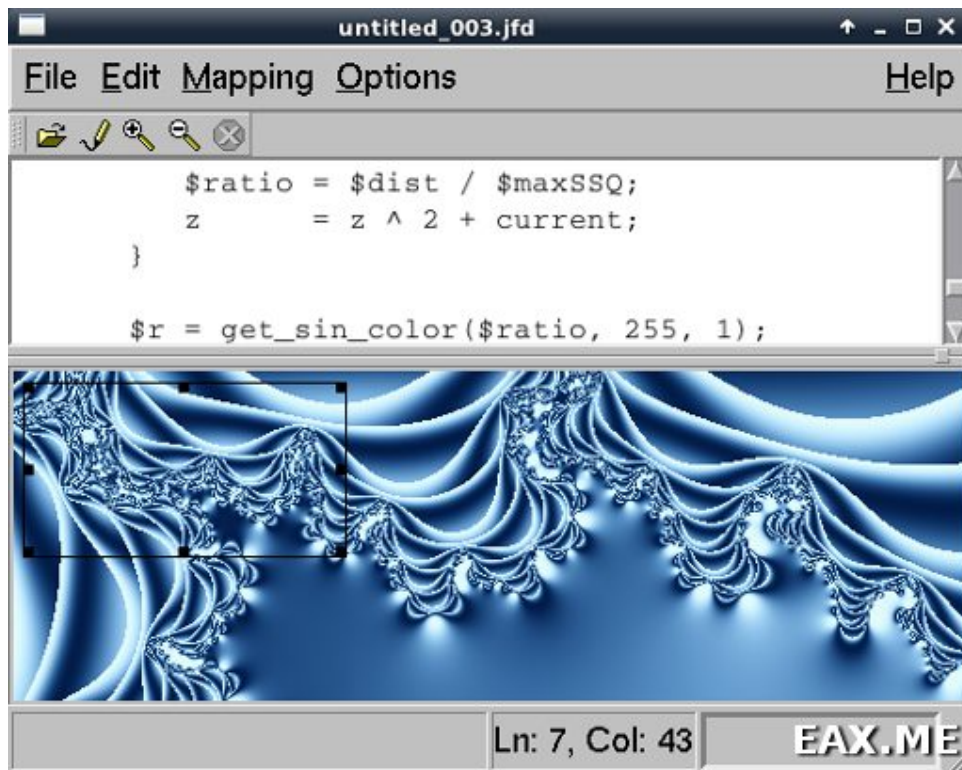 untitled_003.jfd
File Edit Mapping Options Help
$ratio = $dist / $maxSSQ;
z = z ^ 2 + current;
}
$r = get_sin_color($ratio, 255, 1);
Ln: 7, Col: 43
EAX.ME